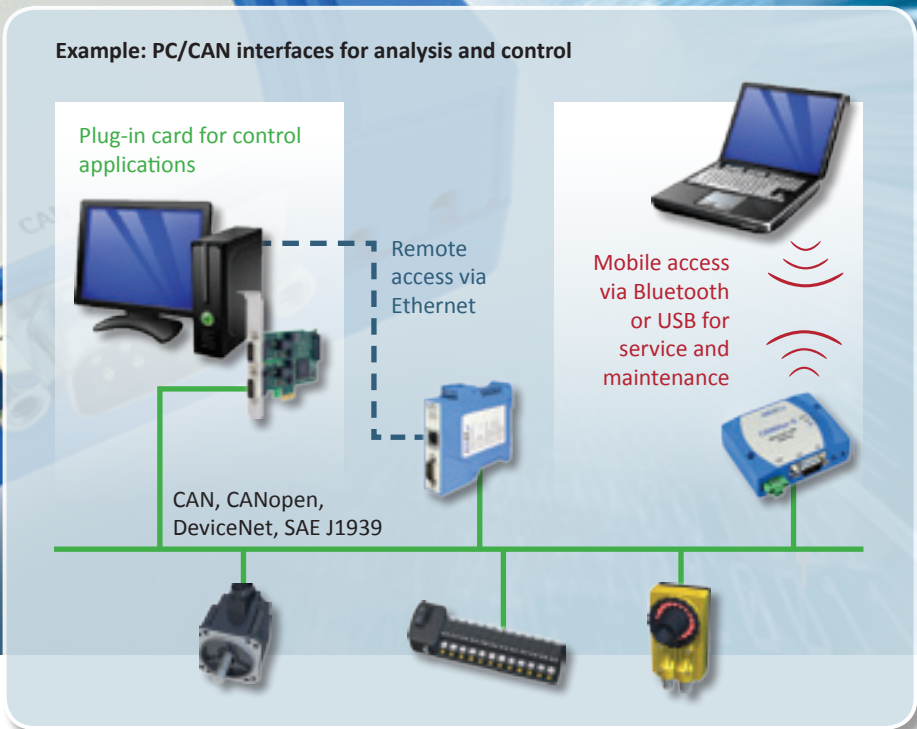 Example: PC/CAN interfaces for analysis and control
Plug-in card for control
applications
Remote
access via
Ethernet
Mobile access
via Bluetooth
or USB for
service and
maintenance
CAN, CANopen,
DeviceNet, SAE J1939
CAN